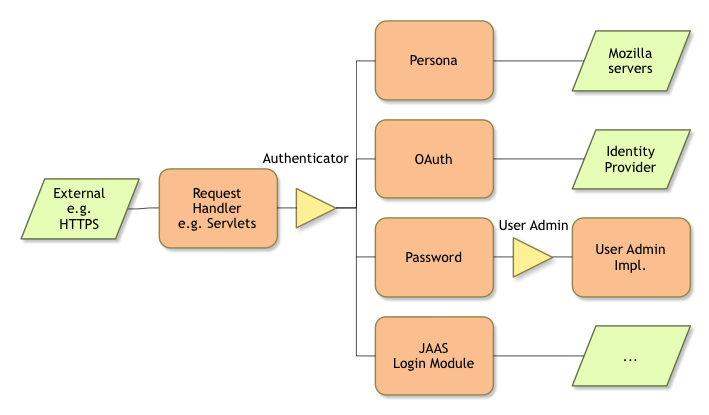 External
e.g.
HTTPS
Request
Handler
e.g. Servlets
Authenticator
Persona
Mozilla
servers
OAuth
Identity
Provider
Password
User Admin
User Admin
Impl.
JAAS
Login Module
...